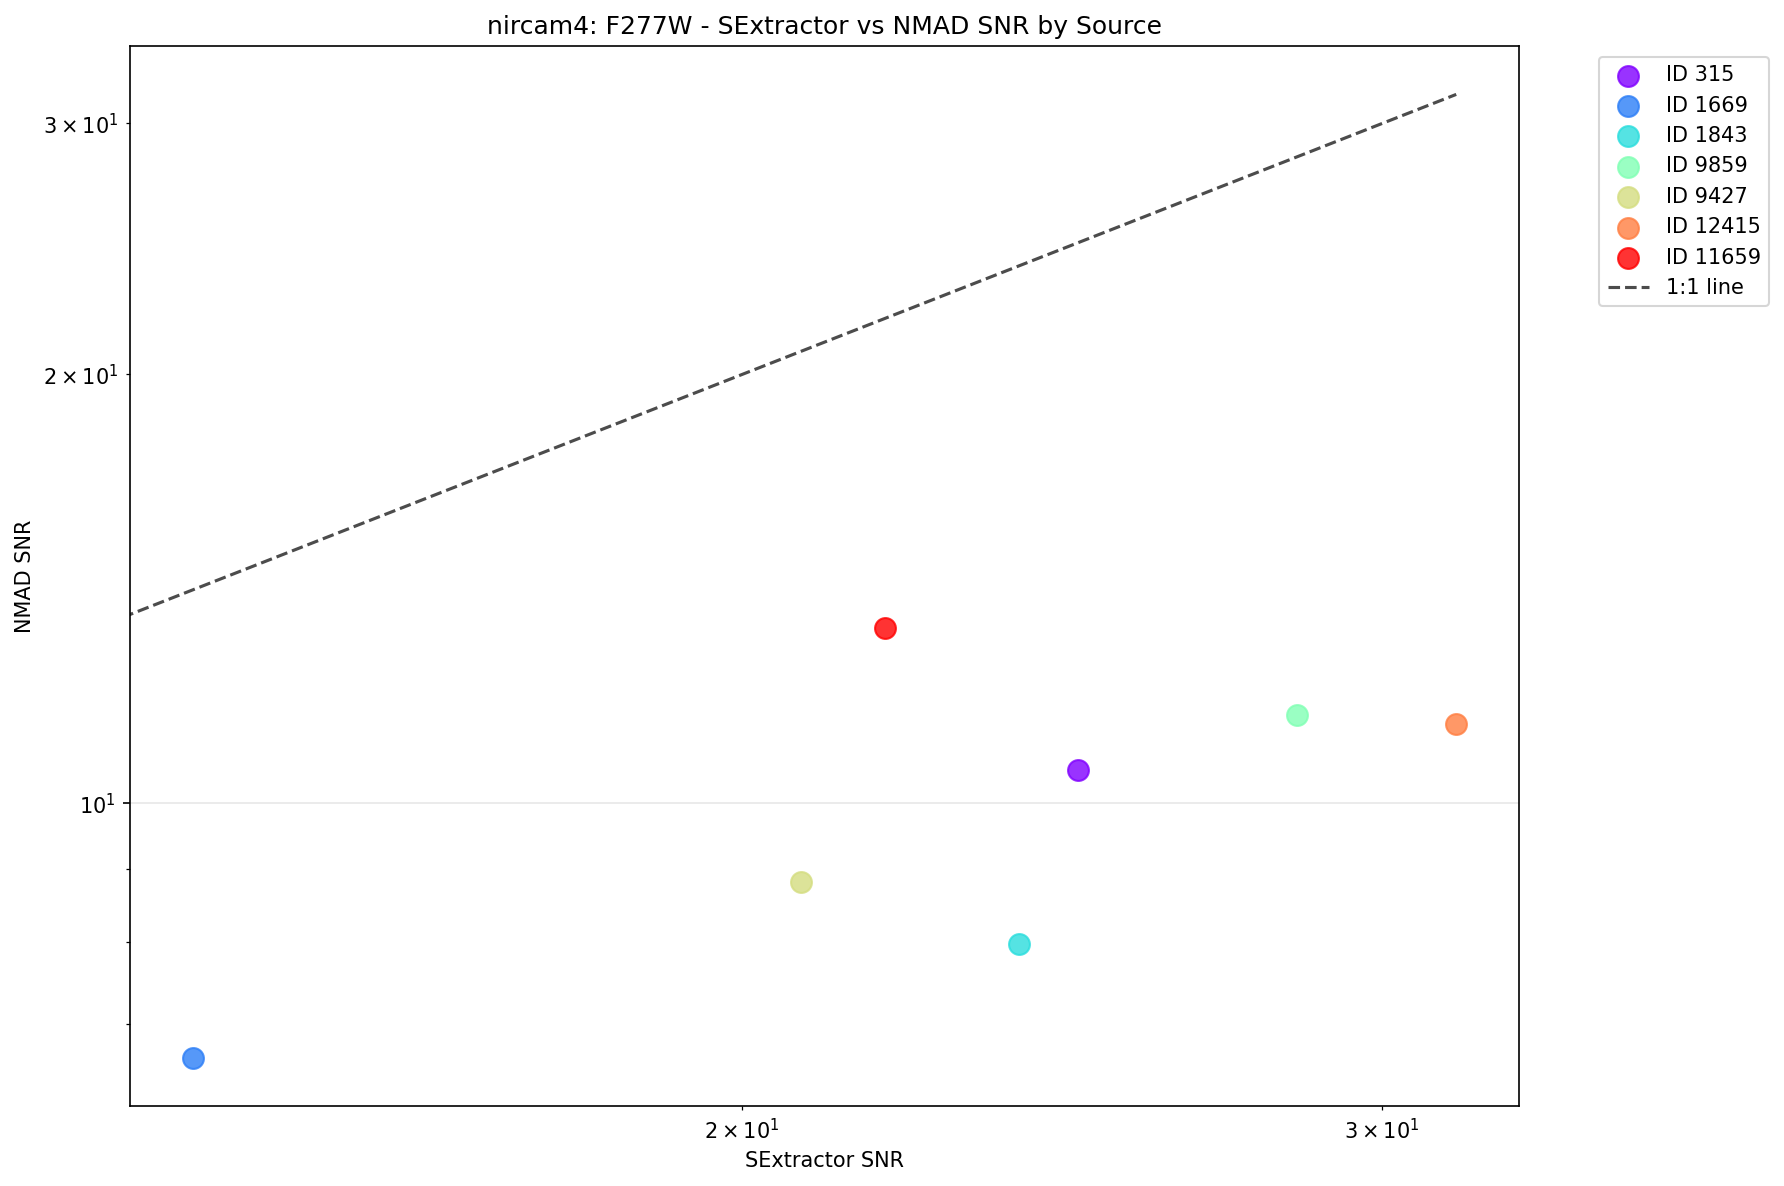 nircam4: F277W - SExtractor vs NMAD SNR by Source
ID 315
ID 1669
ID 1843
ID 9859
ID 9427
ID 12415
ID 11659
1:1 line
3 × 10¹
2 × 10¹
10¹
NMAD SNR
2 × 10¹
3 × 10¹
SExtractor SNR